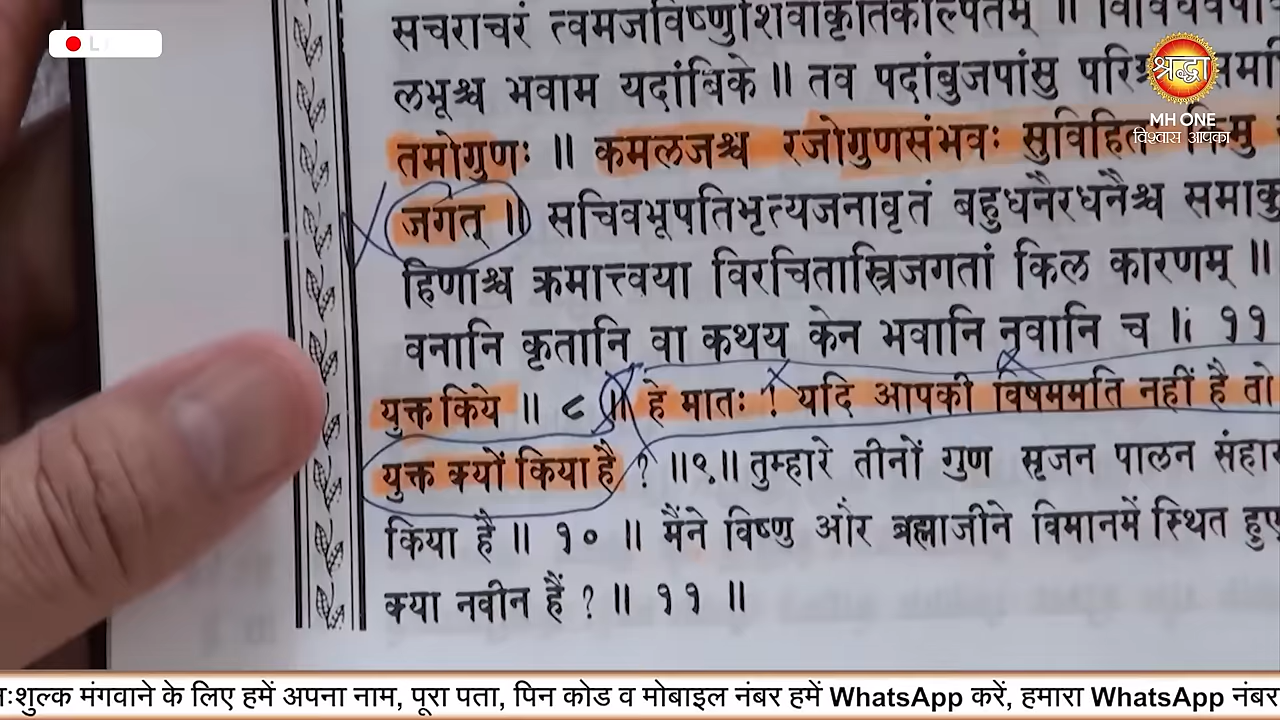 सचराचरं त्वमजविष्णुशिवाकृतिकल्पितम् ॥
लभूश्च भवाम यदांबिके ॥ तव पदांबुजपांसु
तमोगुणः ॥ कमलजश्च रजोगुणसंभवः सुविहित किमु
जगत् ॥ सचिवभूपतिभृत्यजनावृतं बहुधनैरधनैश्च समाकु
हिणाश्च क्रमात्त्वया विरचितास्त्रिजगतां किल कारणम् ॥
वनानि कृतानि वा कथय केन भवानि नवानि च ॥ ११
युक्त किये ॥ ८ ॥ हे मातः ! यदि आपकी विषममति नहीं है तो
युक्त क्यों किया है ? ॥९॥ तुम्हारे तीनों गुण सृजन पालन संहार
किया है ॥ १० ॥ मैंने विष्णु और ब्रह्माजीने विमानमें स्थित
क्या नवीन हैं ? ॥ ११ ॥
श्रद्धा
MH ONE
विश्वास आपका
ःशुल्क मंगवाने के लिए हमें अपना नाम, पूरा पता, पिन कोड व मोबाइल नंबर हमें WhatsApp करें, हमारा WhatsApp नंबर